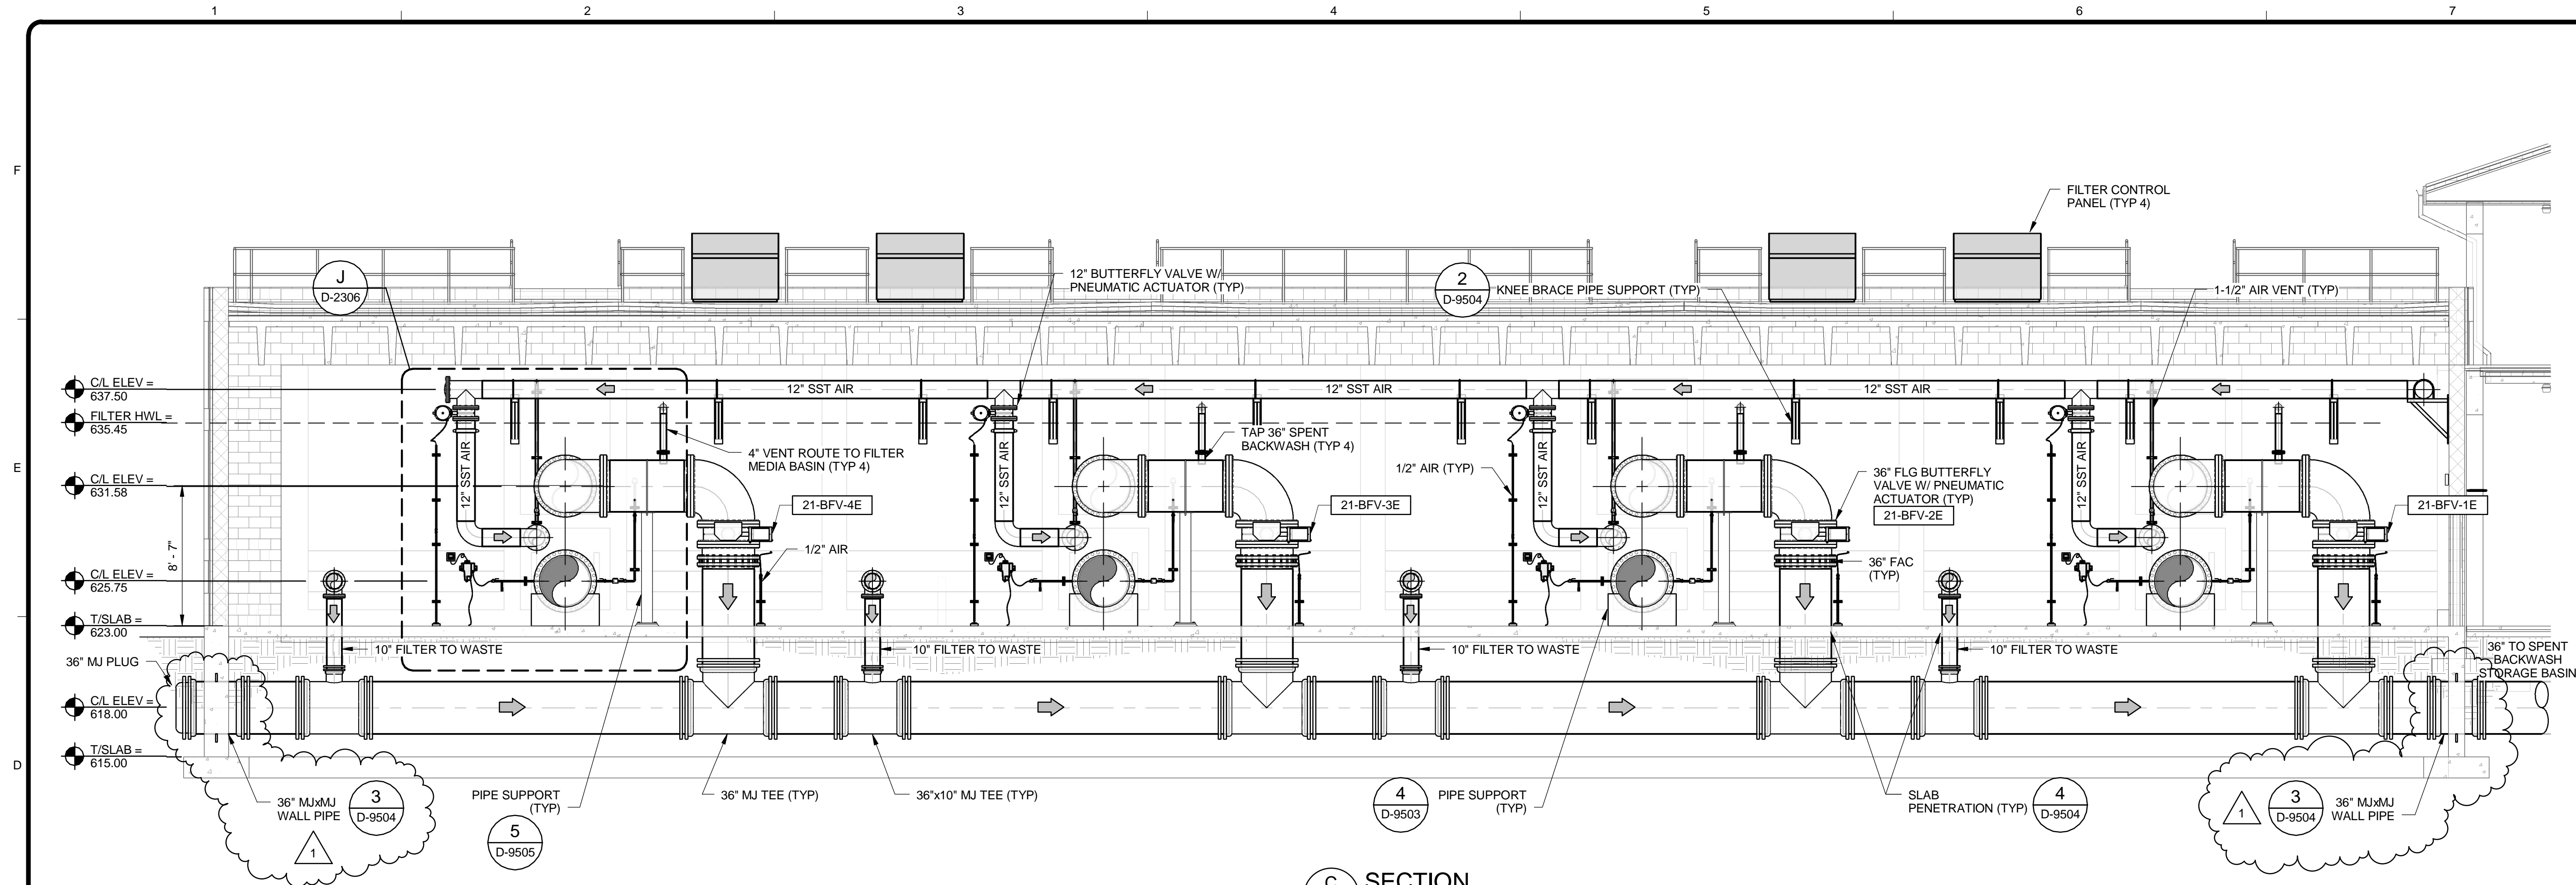 1
2
3
4
5
6
7
F
E
D
FILTER CONTROL
PANEL (TYP 4)
J
D-2306
12" BUTTERFLY VALVE W/
PNEUMATIC ACTUATOR (TYP)
2
D-9504
KNEE BRACE PIPE SUPPORT (TYP)
1-1/2" AIR VENT (TYP)
C/L ELEV =
637.50
12" SST AIR
12" SST AIR
12" SST AIR
FILTER HWL =
635.45
12" SST AIR
12" SST AIR
12" SST AIR
12" SST AIR
4" VENT ROUTE TO FILTER
MEDIA BASIN (TYP 4)
TAP 36" SPENT
BACKWASH (TYP 4)
1/2" AIR (TYP)
36" FLG BUTTERFLY
VALVE W/ PNEUMATIC
ACTUATOR (TYP)
21-BFV-2E
C/L ELEV =
631.58
21-BFV-4E
21-BFV-3E
21-BFV-1E
8' - 7"
1/2" AIR
36" FAC
(TYP)
C/L ELEV =
625.75
T/SLAB =
623.00
10" FILTER TO WASTE
10" FILTER TO WASTE
10" FILTER TO WASTE
10" FILTER TO WASTE
36" MJ PLUG
36" TO SPENT
BACKWASH
STORAGE BASIN
C/L ELEV =
618.00
T/SLAB =
615.00
36" MJxMJ
WALL PIPE
3
D-9504
1
PIPE SUPPORT
(TYP)
5
D-9505
36" MJ TEE (TYP)
36"x10" MJ TEE (TYP)
4
D-9503
PIPE SUPPORT
(TYP)
SLAB
PENETRATION (TYP)
4
D-9504
1
3
D-9504
36" MJxMJ
WALL PIPE
C
SECTION